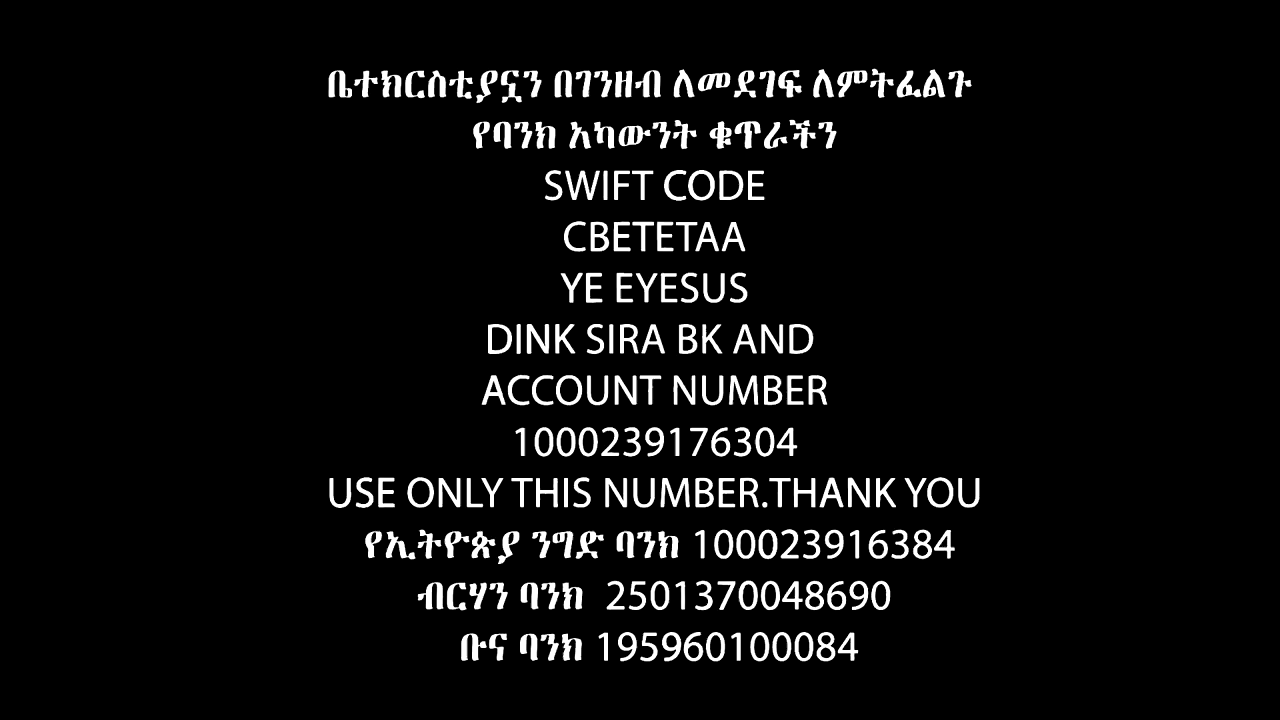 ቤተክርስቲያኗን በገንዘብ ለመደገፍ ለምትፈልጉ
የባንክ አካውንት ቁጥራችን
SWIFT CODE
CBETETAA
YE EYESUS
DINK SIRA BK AND
ACCOUNT NUMBER
1000239176304
USE ONLY THIS NUMBER.THANK YOU
የኢትዮጵያ ንግድ ባንክ 100023916384
ብርሃን ባንክ 2501370048690
ቡና ባንክ 195960100084